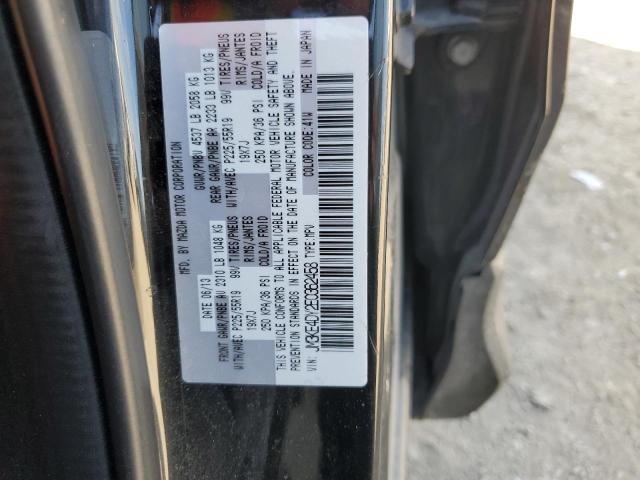 MFD. BY MAZDA MOTOR CORPORATION
DATE 06/13 GVWR/PNBV 4537 LB 2058 KG
FRONT GAWR/PNBE AV 2310 LB 1048 KG REAR GAWR/PNBE AR 2233 LB 1013 KG
WITH/AVEC P225/55R19 99V TIRES/PNEUS WITH/AVEC P225/55R19 99V TIRES/PNEUS
19X7J RIMS/JANTES 19X7J RIMS/JANTES
250 KPA/36 PSI COLD/A FROID 250 KPA/36 PSI COLD/A FROID
THIS VEHICLE CONFORMS TO ALL APPLICABLE FEDERAL MOTOR VEHICLE SAFETY AND THEFT
PREVENTION STANDARDS IN EFFECT ON THE DATE OF MANUFACTURE SHOWN ABOVE.
VIN: JM3KE4DY2E0362468 TYPE:MPV COLOR CODE:41W MADE IN JAPAN